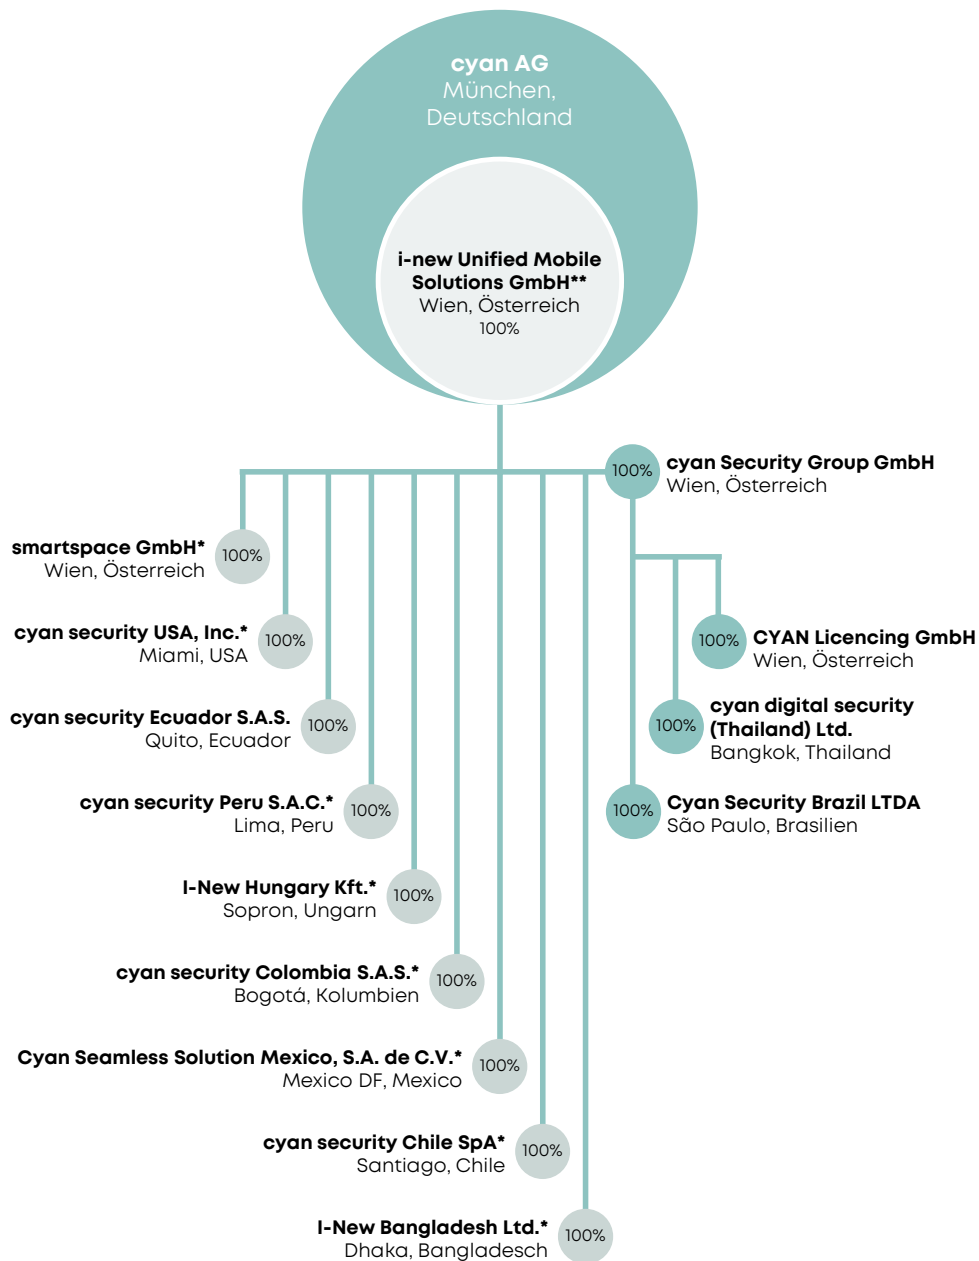 cyan AG
München,
Deutschland
i-new Unified Mobile
Solutions GmbH**
Wien, Österreich
100%
100%
cyan Security Group GmbH
Wien, Österreich
smartspace GmbH*
Wien, Österreich
100%
cyan security USA, Inc.*
Miami, USA
100%
100%
CYAN Licencing GmbH
Wien, Österreich
cyan security Ecuador S.A.S.
Quito, Ecuador
100%
100%
cyan digital security
(Thailand) Ltd.
Bangkok, Thailand
cyan security Peru S.A.C.*
Lima, Peru
100%
100%
Cyan Security Brazil LTDA
São Paulo, Brasilien
I-New Hungary Kft.*
Sopron, Ungarn
100%
cyan security Colombia S.A.S.*
Bogotá, Kolumbien
100%
Cyan Seamless Solution Mexico, S.A. de C.V.*
Mexico DF, Mexico
100%
cyan security Chile SpA*
Santiago, Chile
100%
I-New Bangladesh Ltd.*
Dhaka, Bangladesch
100%